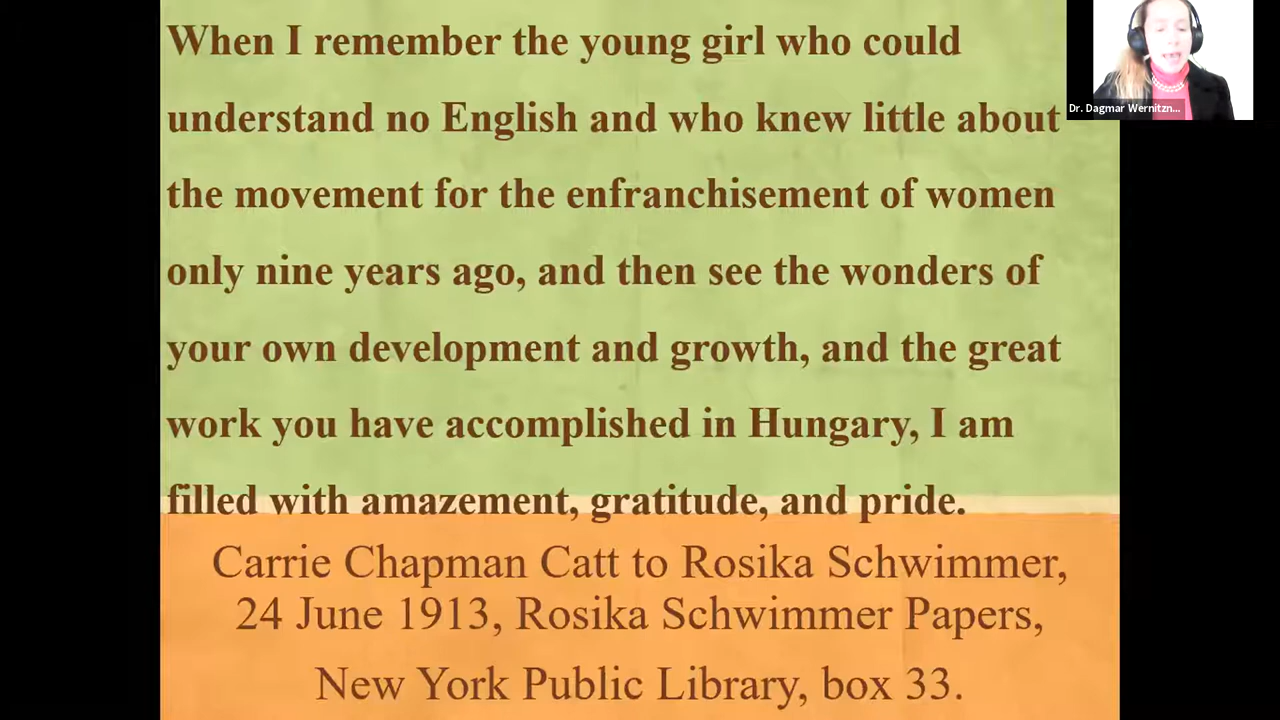 When I remember the young girl who could
understand no English and who knew little about
the movement for the enfranchisement of women
only nine years ago, and then see the wonders of
your own development and growth, and the great
work you have accomplished in Hungary, I am
filled with amazement, gratitude, and pride.
Carrie Chapman Catt to Rosika Schwimmer,
24 June 1913, Rosika Schwimmer Papers,
New York Public Library, box 33.
Dr. Dagmar Wernitzn...